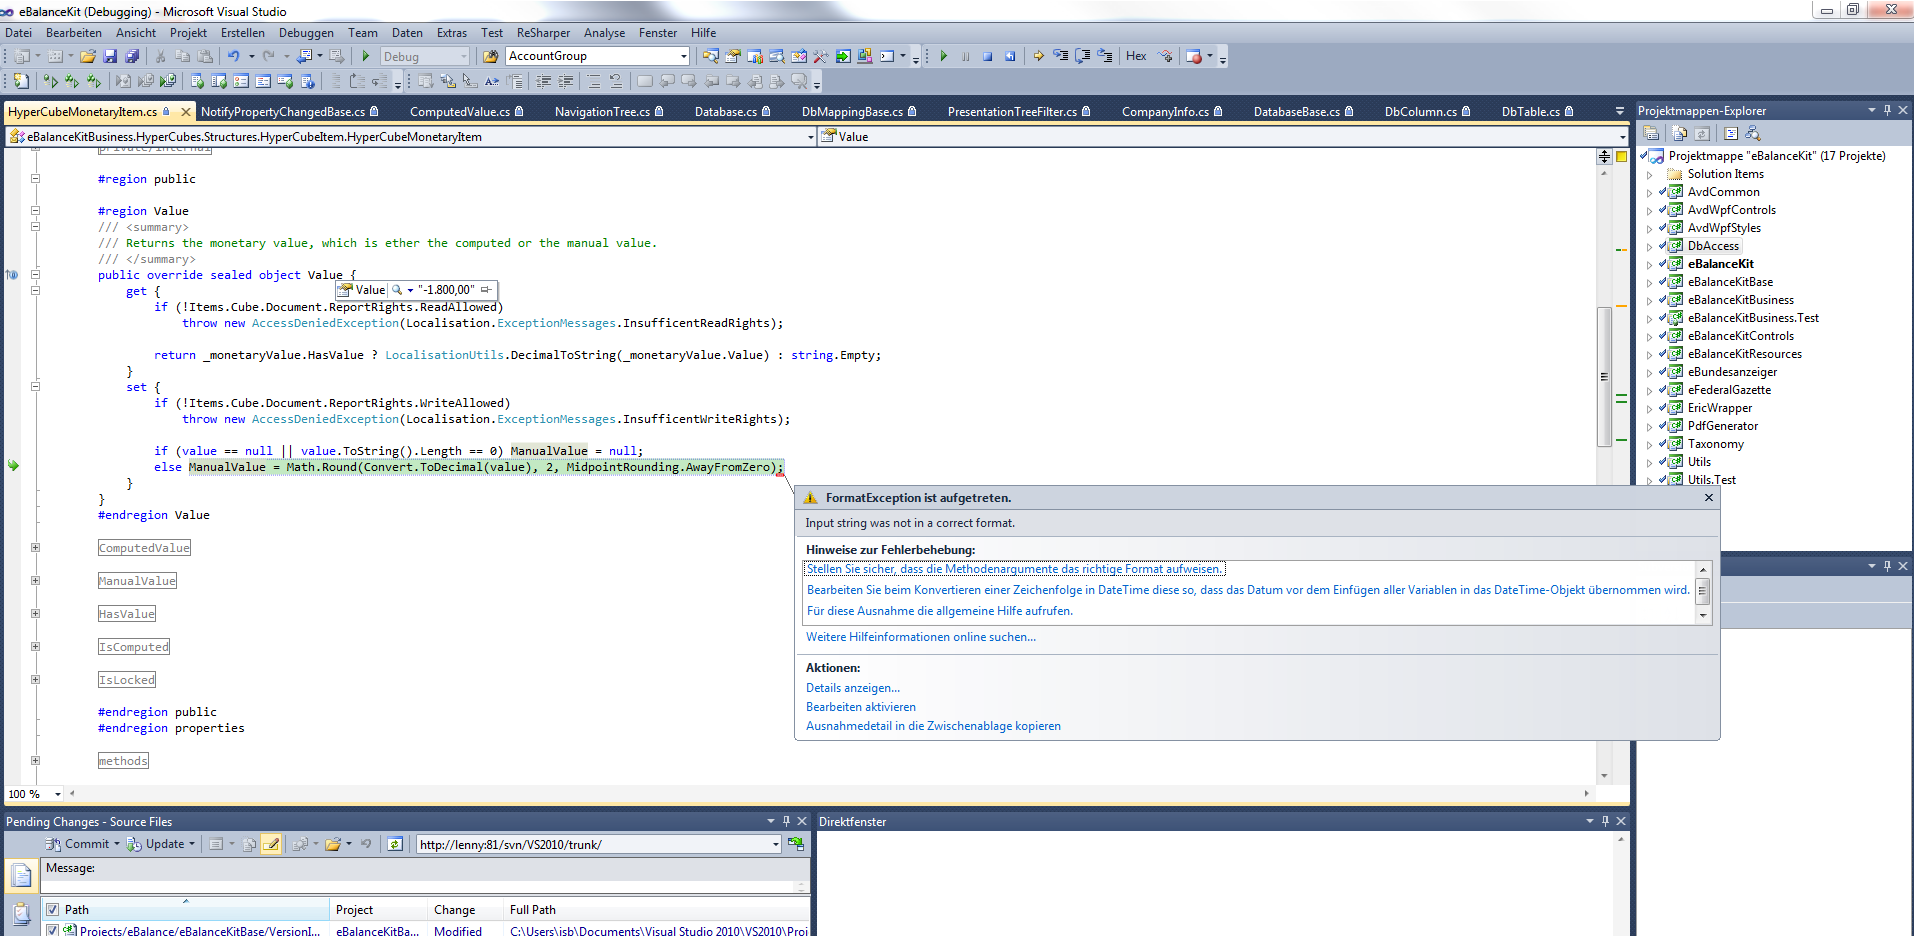 eBalanceKit (Debugging) - Microsoft Visual Studio
Datei Bearbeiten Ansicht Projekt Erstellen Debuggen Team Daten Extras Test ReSharper Analyse Fenster Hilfe
Debug AccountGroup Hex
HyperCubeMonetaryItem.cs NotifyPropertyChangedBase.cs ComputedValue.cs NavigationTree.cs Database.cs DbMappingBase.cs PresentationTreeFilter.cs CompanyInfo.cs DatabaseBase.cs DbColumn.cs DbTable.cs
eBalanceKitBusiness.HyperCubes.Structures.HyperCubeItem.HyperCubeMonetaryItem Value
private/internal
#region public
#region Value
/// <summary>
/// Returns the monetary value, which is ether the computed or the manual value.
/// </summary>
public override sealed object Value {
Value "-1.800,00"
get {
if (!Items.Cube.Document.ReportRights.ReadAllowed)
throw new AccessDeniedException(Localisation.ExceptionMessages.InsufficentReadRights);
return _monetaryValue.HasValue ? LocalisationUtils.DecimalToString(_monetaryValue.Value) : string.Empty;
}
set {
if (!Items.Cube.Document.ReportRights.WriteAllowed)
throw new AccessDeniedException(Localisation.ExceptionMessages.InsufficentWriteRights);
if (value == null || value.ToString().Length == 0) ManualValue = null;
else ManualValue = Math.Round(Convert.ToDecimal(value), 2, MidpointRounding.AwayFromZero);
}
}
#endregion Value
ComputedValue
ManualValue
HasValue
IsComputed
IsLocked
#endregion public
#endregion properties
methods
100 %
FormatException ist aufgetreten.
Input string was not in a correct format.
Hinweise zur Fehlerbehebung:
Stellen Sie sicher, dass die Methodenargumente das richtige Format aufweisen.
Bearbeiten Sie beim Konvertieren einer Zeichenfolge in DateTime diese so, dass das Datum vor dem Einfügen aller Variablen in das DateTime-Objekt übernommen wird.
Für diese Ausnahme die allgemeine Hilfe aufrufen.
Weitere Hilfeinformationen online suchen...
Aktionen:
Details anzeigen...
Bearbeiten aktivieren
Ausnahmedetail in die Zwischenablage kopieren
Projektmappen-Explorer
Projektmappe "eBalanceKit" (17 Projekte)
Solution Items
AvdCommon
AvdWpfControls
AvdWpfStyles
DbAccess
eBalanceKit
eBalanceKitBase
eBalanceKitBusiness
eBalanceKitBusiness.Test
eBalanceKitControls
eBalanceKitResources
eBundesanzeiger
eFederalGazette
EricWrapper
PdfGenerator
Taxonomy
Utils
Utils.Test
Pending Changes - Source Files
Commit Update http://lenny:81/svn/VS2010/trunk/
Message:
Path Project Change Full Path
Projects/eBalance/eBalanceKitBase/VersionI... eBalanceKitBa... Modified C:\Users\isb\Documents\Visual Studio 2010\VS2010\Proj
Direktfenster